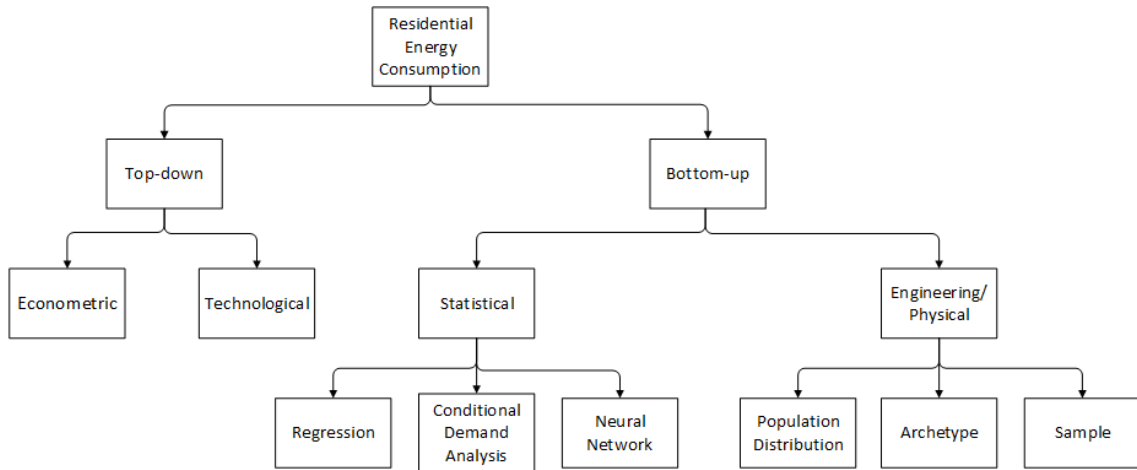 Residential
Energy
Consumption
Top-down
Bottom-up
Econometric
Technological
Statistical
Engineering/
Physical
Regression
Conditional
Demand
Analysis
Neural
Network
Population
Distribution
Archetype
Sample